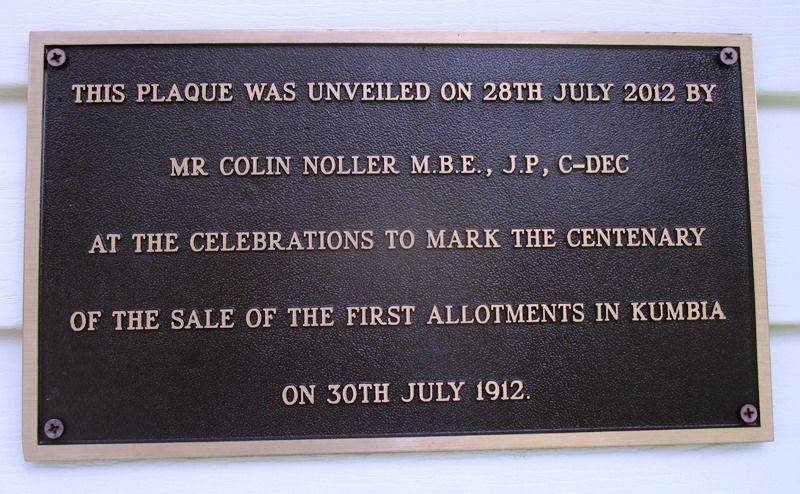 THIS PLAQUE WAS UNVEILED ON 28TH JULY 2012 BY
MR COLIN NOLLER M.B.E., J.P, C-DEC
AT THE CELEBRATIONS TO MARK THE CENTENARY
OF THE SALE OF THE FIRST ALLOTMENTS IN KUMBIA
ON 30TH JULY 1912.